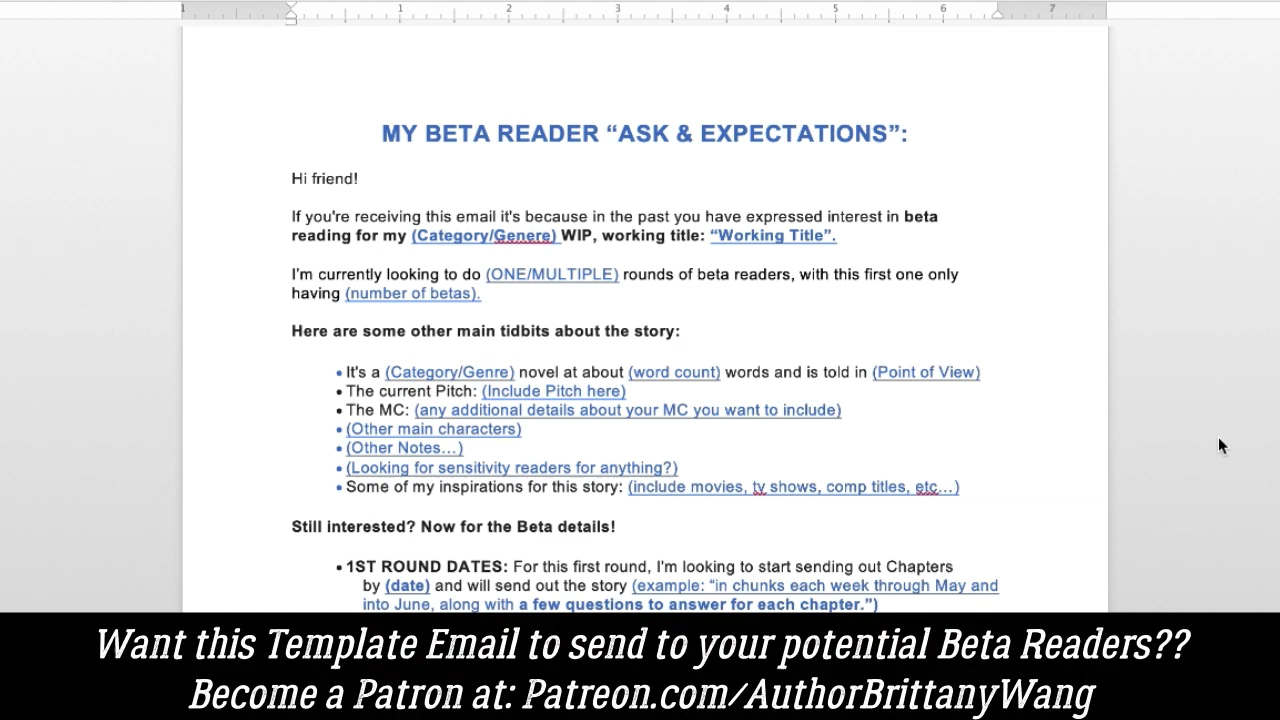 1 1 2 3 4 5 6 7
MY BETA READER “ASK & EXPECTATIONS”:
Hi friend!
If you're receiving this email it's because in the past you have expressed interest in beta
reading for my (Category/Genere) WIP, working title: “Working Title”.
I'm currently looking to do (ONE/MULTIPLE) rounds of beta readers, with this first one only
having (number of betas).
Here are some other main tidbits about the story:
• It's a (Category/Genre) novel at about (word count) words and is told in (Point of View)
• The current Pitch: (Include Pitch here)
• The MC: (any additional details about your MC you want to include)
• (Other main characters)
• (Other Notes…)
• (Looking for sensitivity readers for anything?)
• Some of my inspirations for this story: (include movies, tv shows, comp titles, etc…)
Still interested? Now for the Beta details!
• 1ST ROUND DATES: For this first round, I'm looking to start sending out Chapters
by (date) and will send out the story (example: “in chunks each week through May and
into June, along with a few questions to answer for each chapter.”)
Want this Template Email to send to your potential Beta Readers??
Become a Patron at: Patreon.com/AuthorBrittanyWang